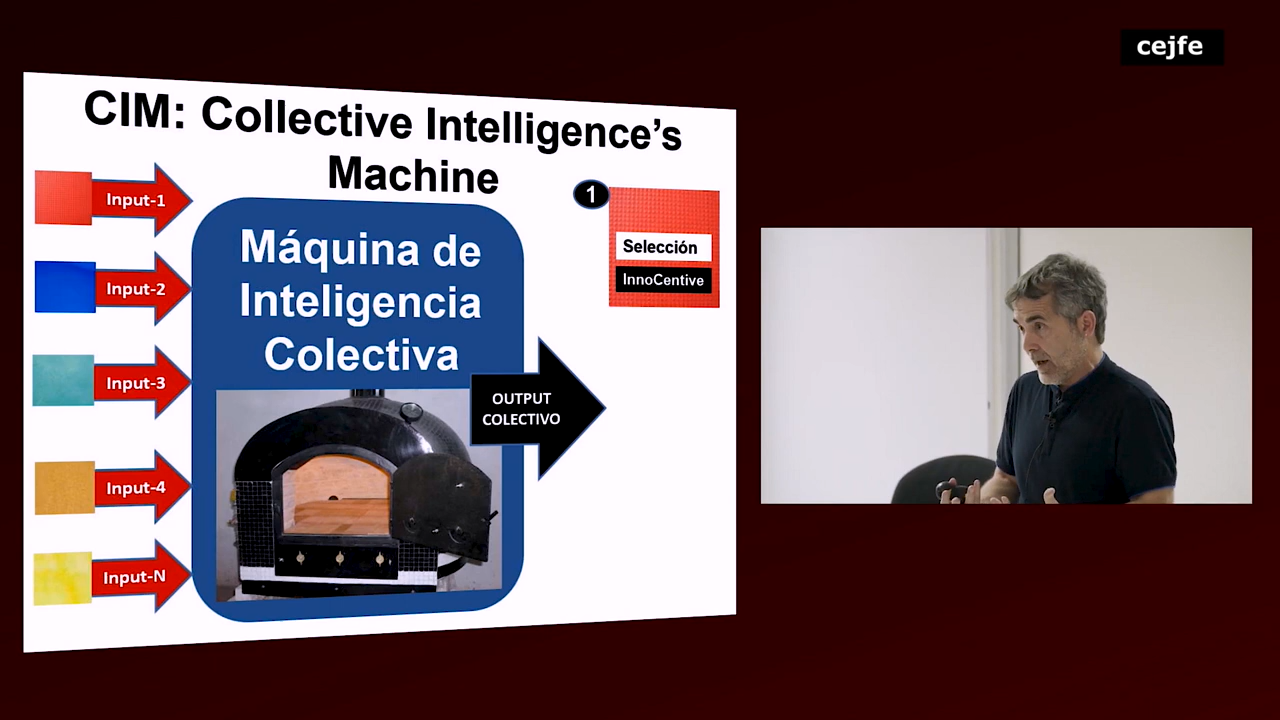 cejfe
CIM: Collective Intelligence's
Machine
Input-1
Input-2
Input-3
Input-4
Input-N
Máquina de
Inteligencia
Colectiva
OUTPUT
COLECTIVO
1
Selección
InnoCentive